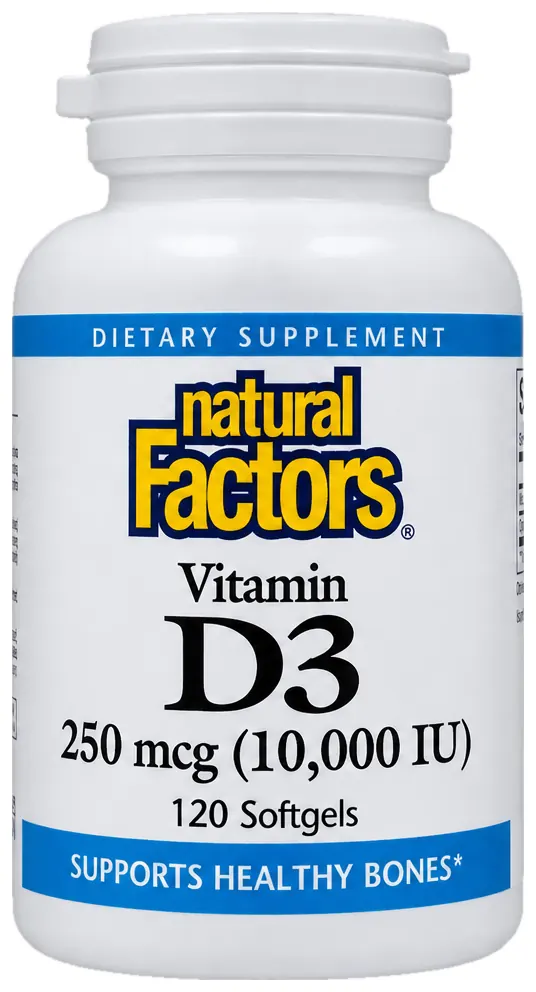 DIETARY SUPPLEMENT
natural
Factors®
Vitamin
D3
250 mcg (10,000 IU)
120 Softgels
SUPPORTS HEALTHY BONES*